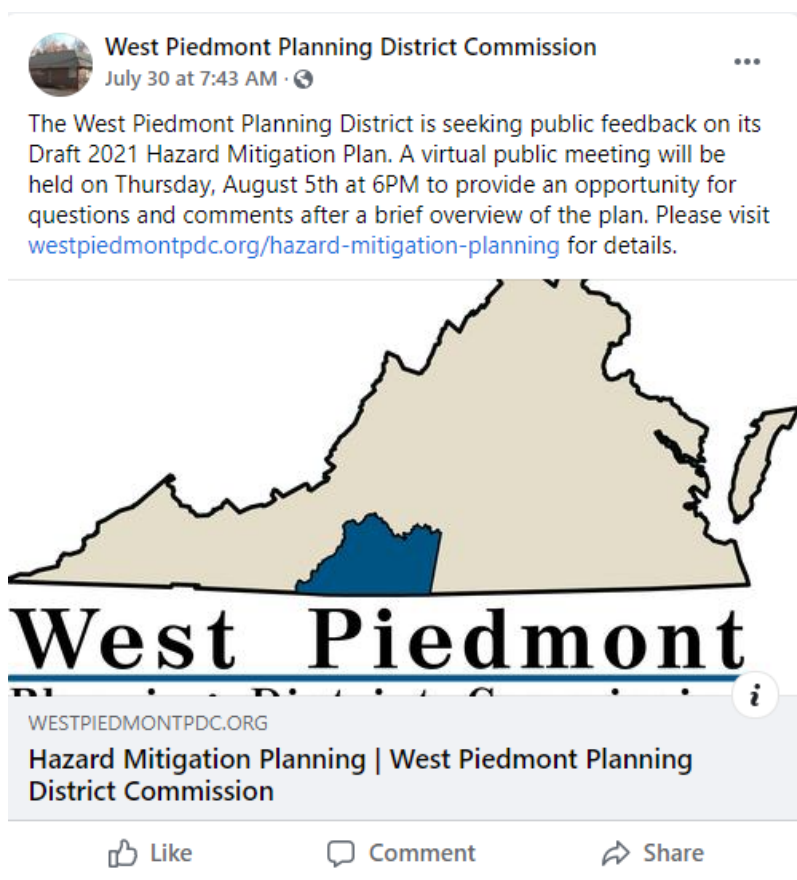 West Piedmont Planning District Commission
July 30 at 7:43 AM ·
The West Piedmont Planning District is seeking public feedback on its
Draft 2021 Hazard Mitigation Plan. A virtual public meeting will be
held on Thursday, August 5th at 6PM to provide an opportunity for
questions and comments after a brief overview of the plan. Please visit
westpiedmontpdc.org/hazard-mitigation-planning for details.
West Piedmont
i
WESTPIEDMONTPDC.ORG
Hazard Mitigation Planning | West Piedmont Planning
District Commission
Like Comment Share